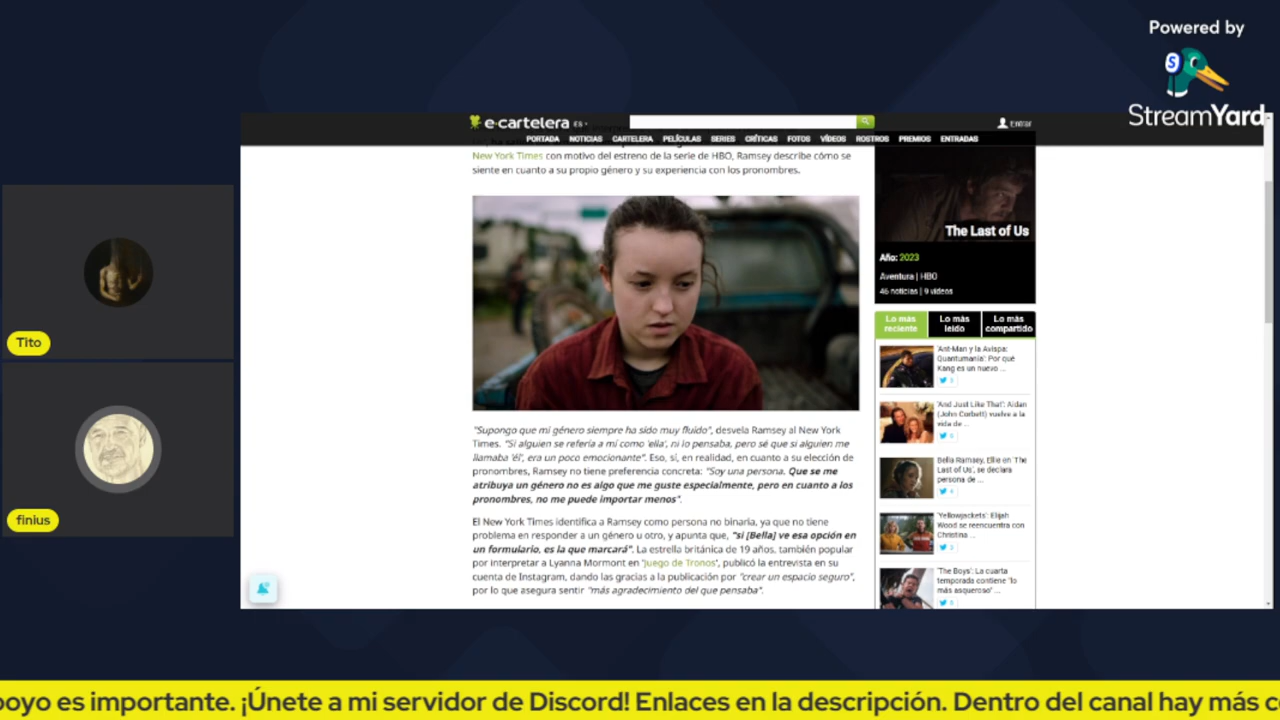 Powered by
StreamYard
e-cartelera ES
Entrar
PORTADA NOTICIAS CARTELERA PELÍCULAS SERIES CRÍTICAS FOTOS VÍDEOS ROSTROS PREMIOS ENTRADAS
New York Times con motivo del estreno de la serie de HBO, Ramsey describe cómo se
siente en cuanto a su propio género y su experiencia con los pronombres.
The Last of Us
Año: 2023
Aventura | HBO
46 noticias | 9 vídeos
Lo más reciente
Lo más leído
Lo más compartido
'Ant-Man y la Avispa:
Quantumanía': Por qué
Kang es un nuevo ...
'And Just Like That': Aidan
(John Corbett) vuelve a la
vida de ...
Bella Ramsey, Ellie en 'The
Last of Us', se declara
persona de ...
'Yellowjackets': Elijah
Wood se reencuentra con
Christina ...
'The Boys': La cuarta
temporada contiene "lo
más asqueroso" ...
"Supongo que mi género siempre ha sido muy fluido", desvela Ramsey al New York
Times. "Si alguien se refería a mí como 'ella', ni lo pensaba, pero sé que si alguien me
llamaba 'él', era un poco emocionante". Eso, sí, en realidad, en cuanto a su elección de
pronombres, Ramsey no tiene preferencia concreta: "Soy una persona. Que se me
atribuya un género no es algo que me guste especialmente, pero en cuanto a los
pronombres, no me puede importar menos".
El New York Times identifica a Ramsey como persona no binaria, ya que no tiene
problema en responder a un género u otro, y apunta que, "si [Bella] ve esa opción en
un formulario, es la que marcará". La estrella británica de 19 años, también popular
por interpretar a Lyanna Mormont en 'Juego de Tronos', publicó la entrevista en su
cuenta de Instagram, dando las gracias a la publicación por "crear un espacio seguro",
por lo que asegura sentir "más agradecimiento del que pensaba".
Tito
finius
poyo es importante. ¡Únete a mi servidor de Discord! Enlaces en la descripción. Dentro del canal hay más c